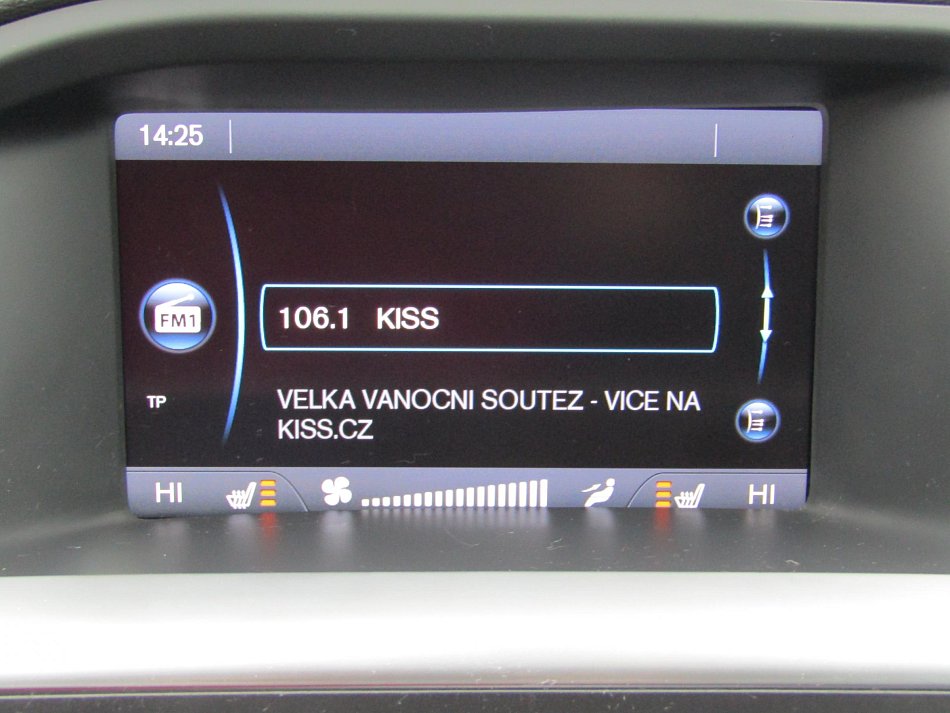 14:25
106.1 KISS
FM1
TP
VELKA VANOCNI SOUTEZ - VICE NA
KISS.CZ
HI HI